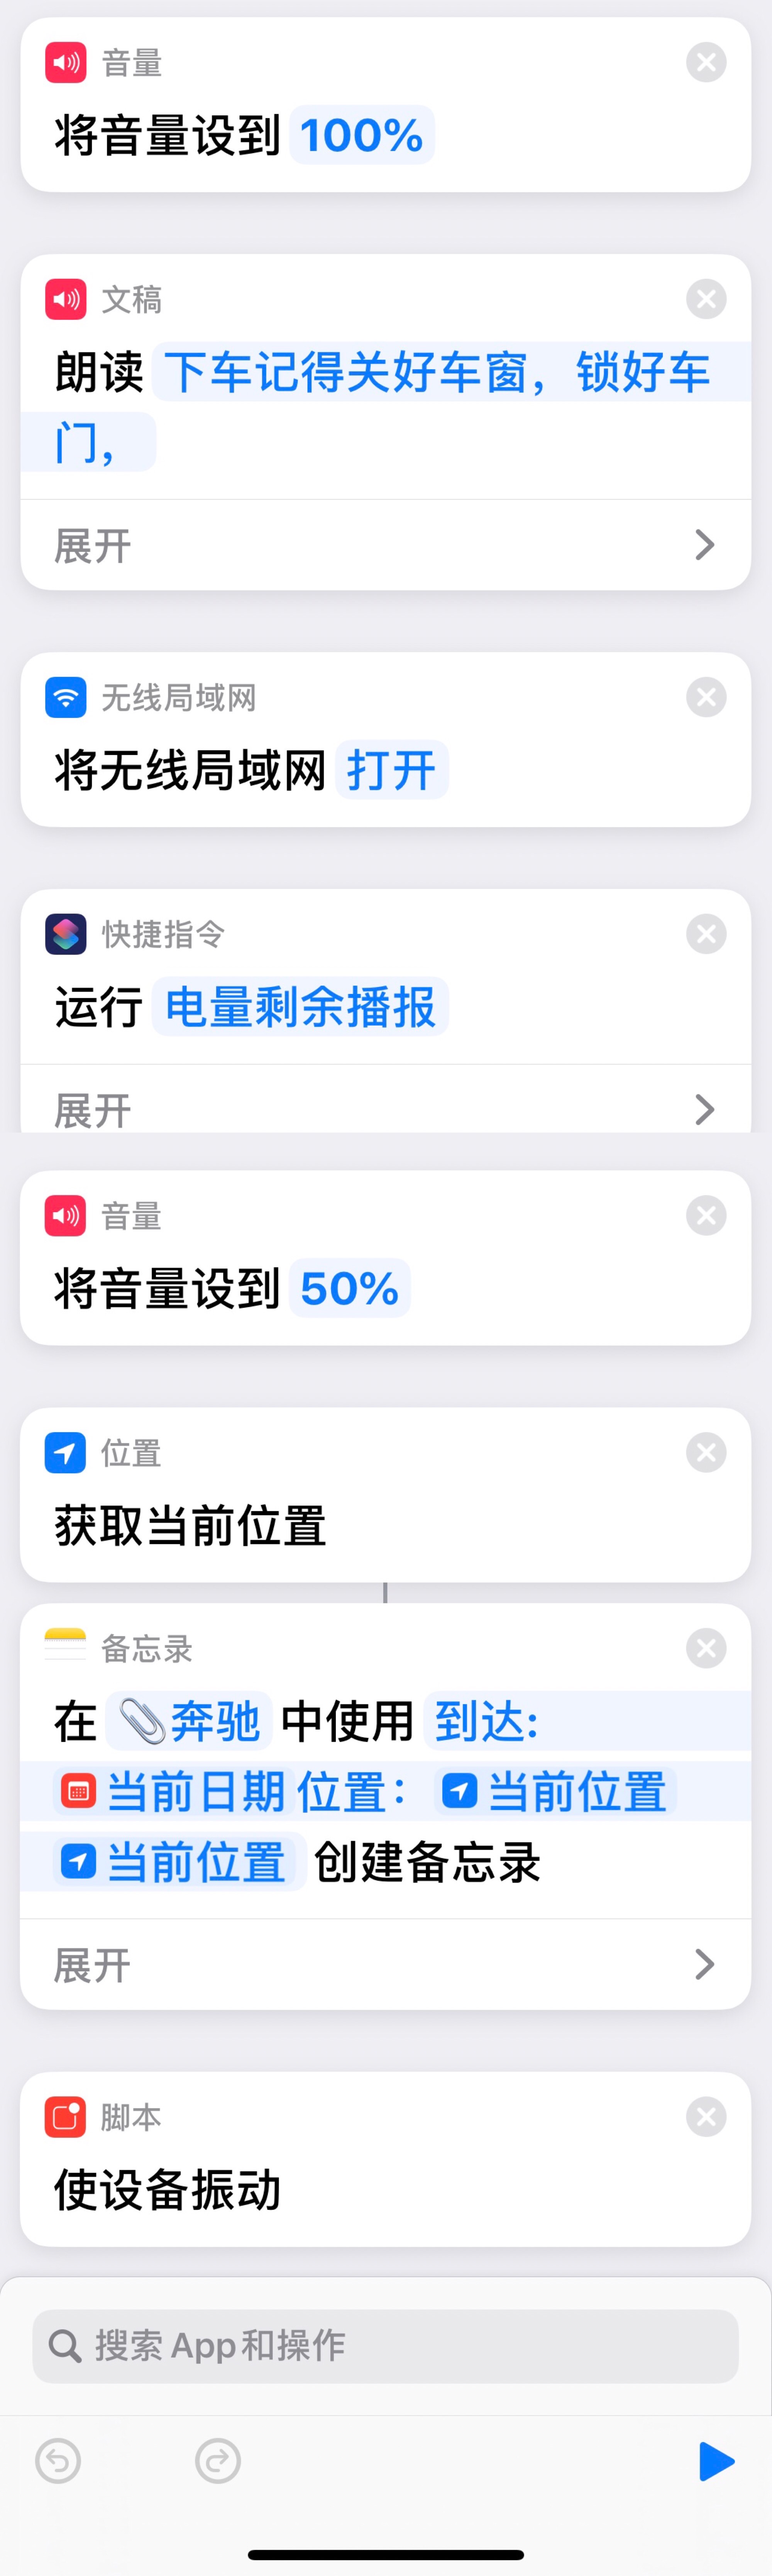 音量
将音量设到 100%
文稿
朗读 下车记得关好车窗，锁好车
门，
展开
无线局域网
将无线局域网 打开
快捷指令
运行 电量剩余播报
展开
音量
将音量设到 50%
位置
获取当前位置
备忘录
在 📎奔驰 中使用 到达:
当前日期 位置： 当前位置
当前位置 创建备忘录
展开
脚本
使设备振动
搜索 App 和操作